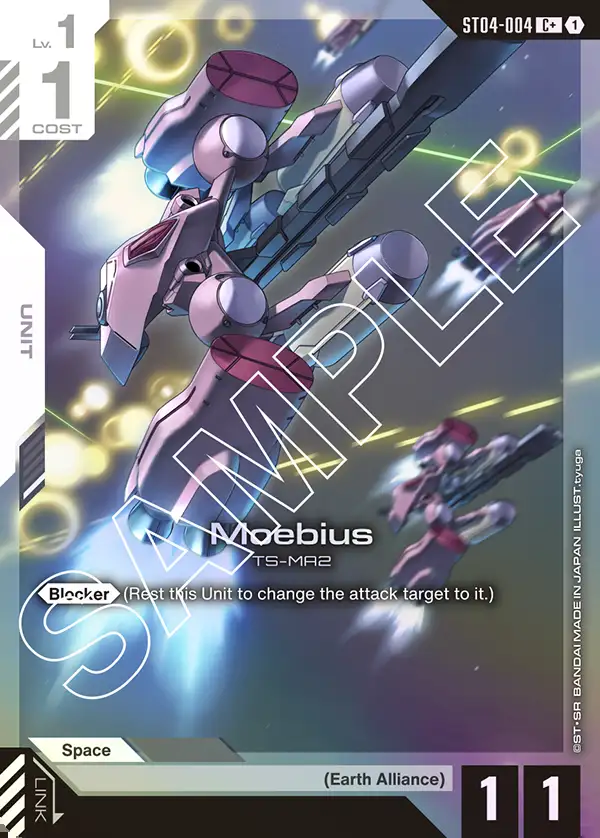 Lv. 1
1
COST
ST04-004 C+ 1
UNIT
SAMPLE
Moebius
TS-MA2
Blocker (Rest this Unit to change the attack target to it.)
©ST・SR BANDAI MADE IN JAPAN ILLUST.tyuga
Space
(Earth Alliance)
LINK
1 1